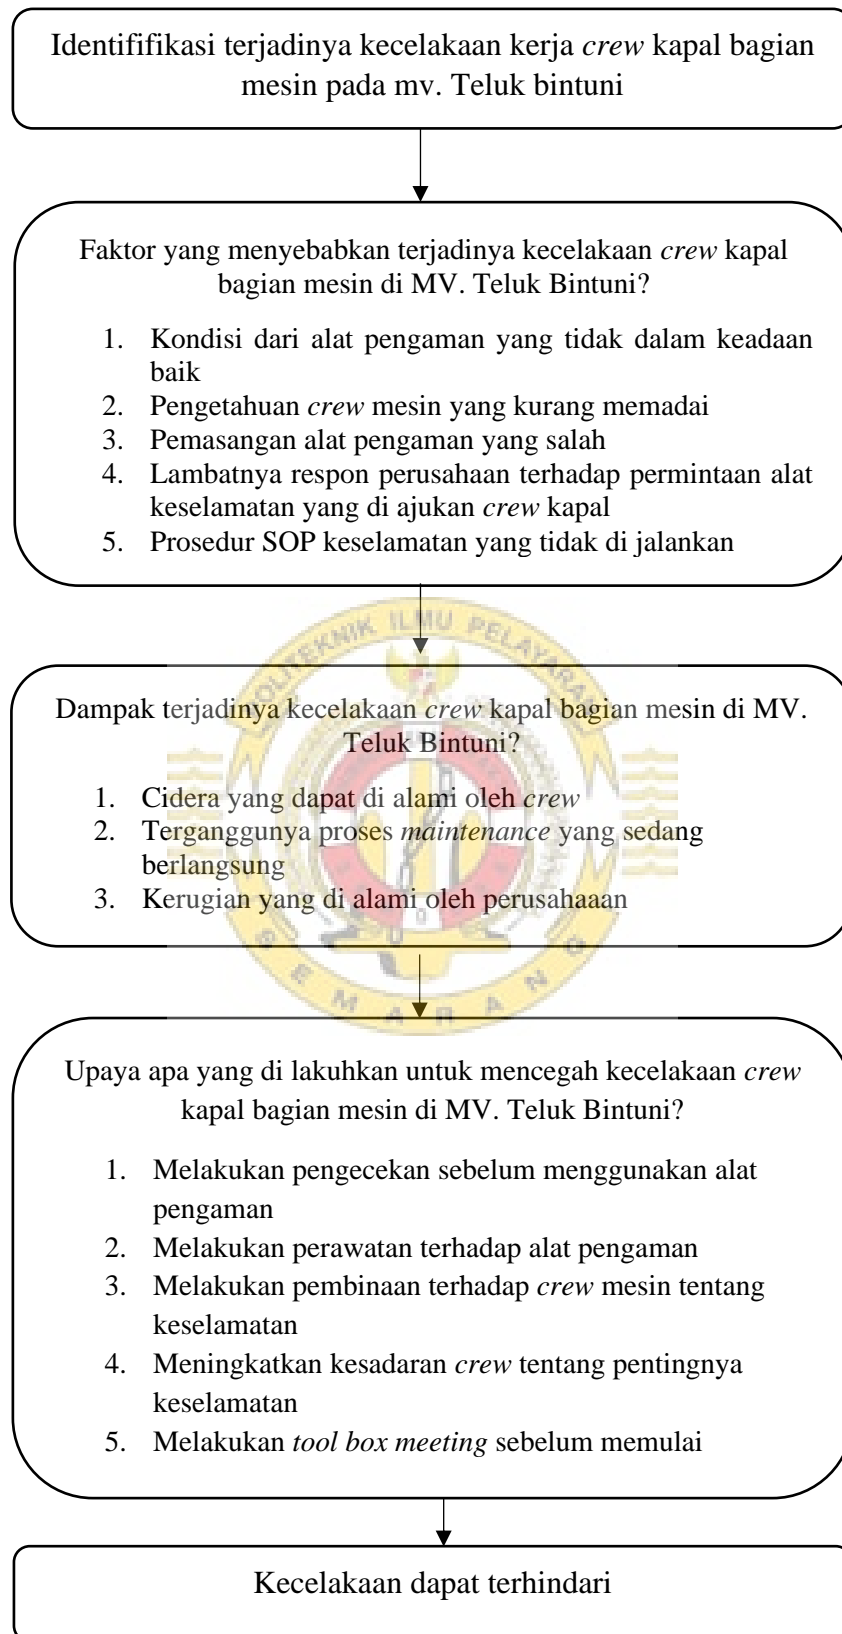 Identififikasi terjadinya kecelakaan kerja crew kapal bagian
mesin pada mv. Teluk bintuni
Faktor yang menyebabkan terjadinya kecelakaan crew kapal
bagian mesin di MV. Teluk Bintuni?
1. Kondisi dari alat pengaman yang tidak dalam keadaan
baik
2. Pengetahuan crew mesin yang kurang memadai
3. Pemasangan alat pengaman yang salah
4. Lambatnya respon perusahaan terhadap permintaan alat
keselamatan yang di ajukan crew kapal
5. Prosedur SOP keselamatan yang tidak di jalankan
POLITEKNIK ILMU PELAYARAN
Dampak terjadinya kecelakaan crew kapal bagian mesin di MV.
Teluk Bintuni?
1. Cidera yang dapat di alami oleh crew
2. Terganggunya proses maintenance yang sedang
berlangsung
3. Kerugian yang di alami oleh perusahaaan
SEMARANG
Upaya apa yang di lakuhkan untuk mencegah kecelakaan crew
kapal bagian mesin di MV. Teluk Bintuni?
1. Melakukan pengecekan sebelum menggunakan alat
pengaman
2. Melakukan perawatan terhadap alat pengaman
3. Melakukan pembinaan terhadap crew mesin tentang
keselamatan
4. Meningkatkan kesadaran crew tentang pentingnya
keselamatan
5. Melakukan tool box meeting sebelum memulai
Kecelakaan dapat terhindari